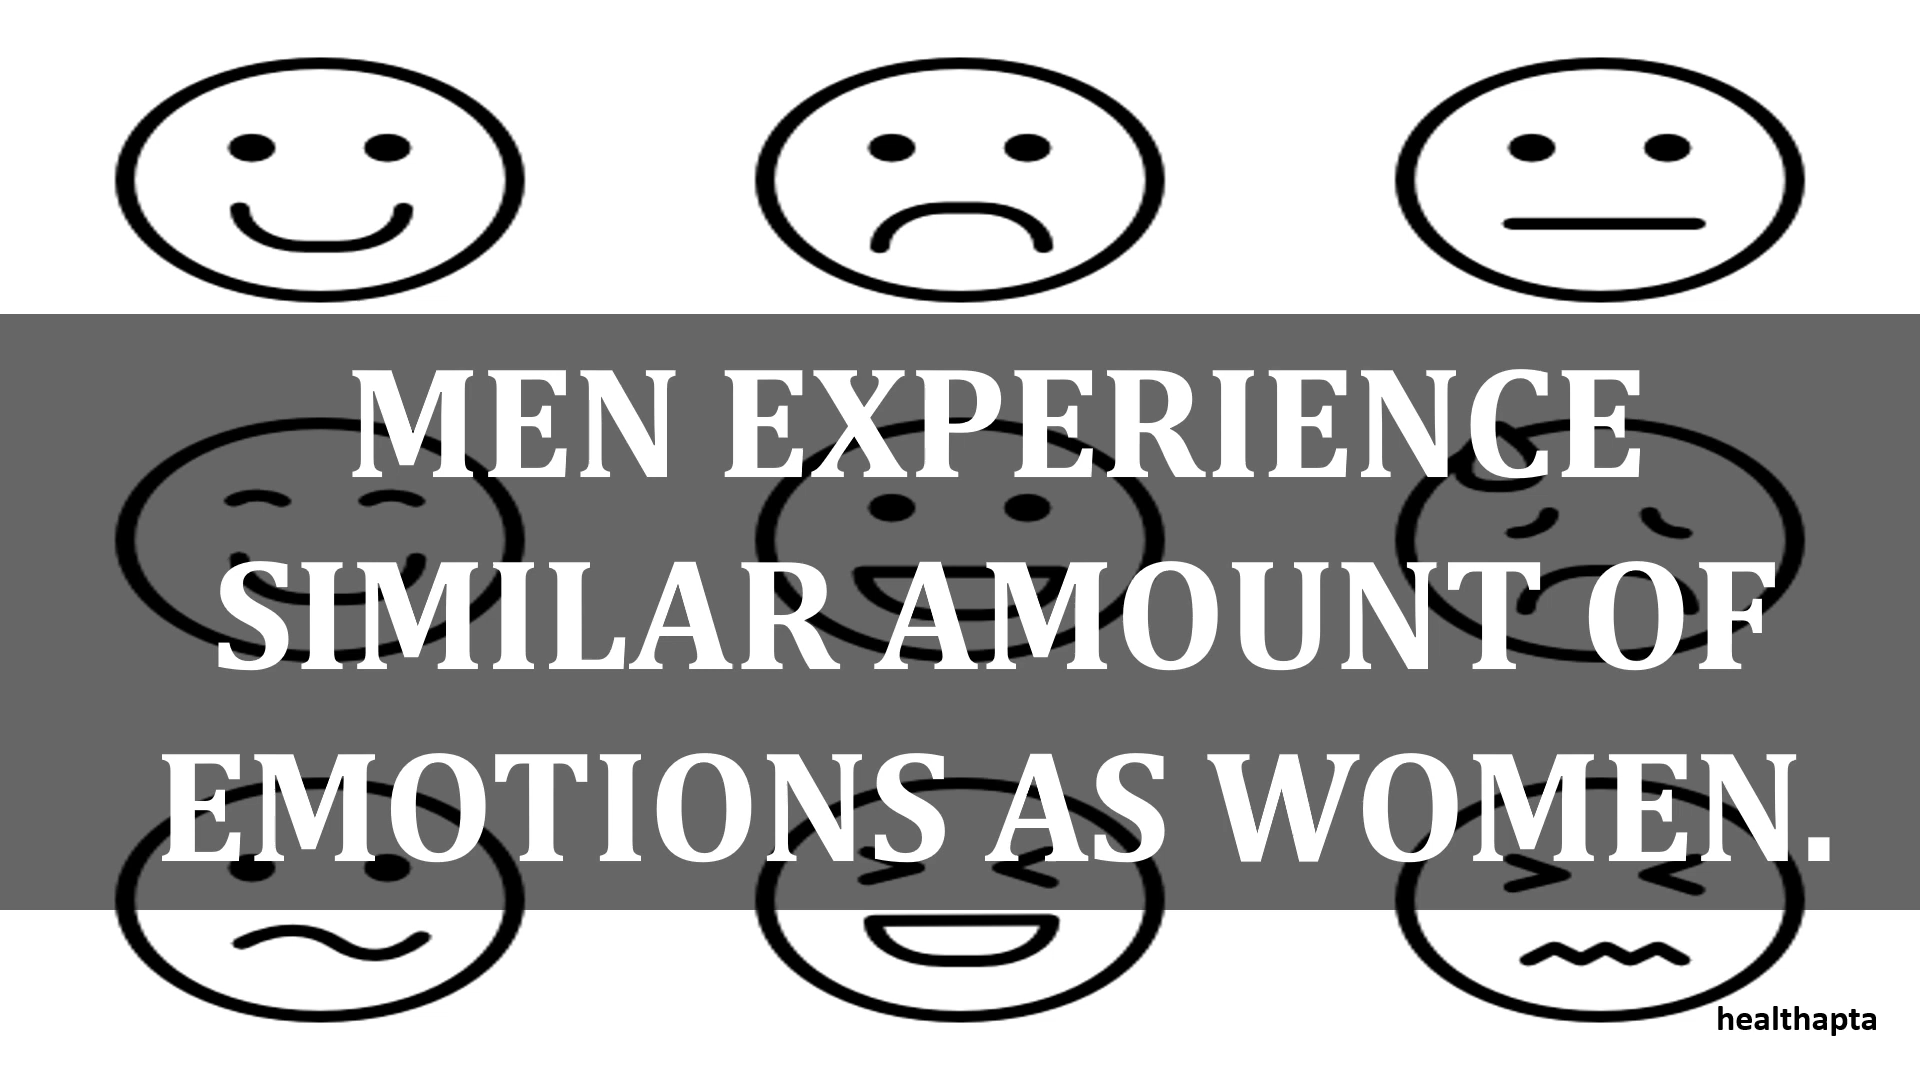 MEN EXPERIENCE
SIMILAR AMOUNT OF
EMOTIONS AS WOMEN.
healthapta